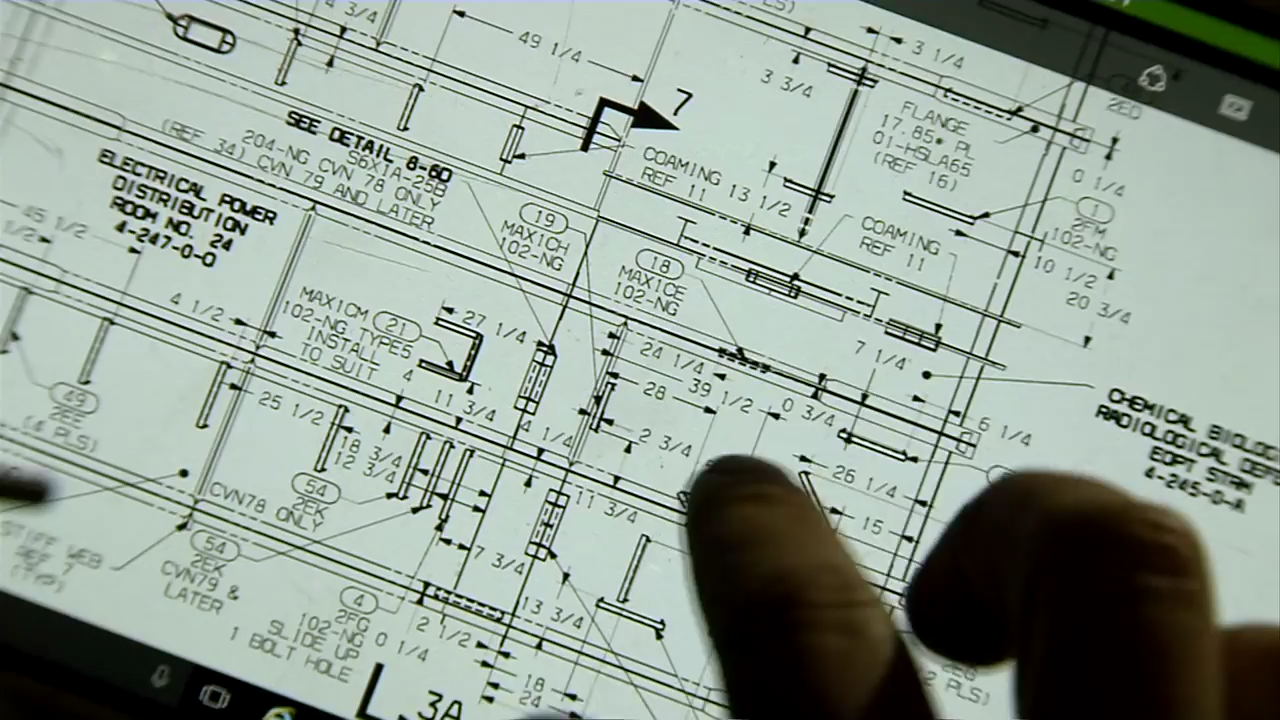 3/4
49 1/4
7
3 1/4
3 3/4
FLANGE
17.85# PL
01-HSLA65
(REF 16)
2ED
0 1/4
SEE DETAIL 8-6D
S6X1A-25B
204-NG CVN 78 ONLY
(REF 34) CVN 79 AND LATER
COAMING
REF 11
13 1/2
COAMING
REF 11
1
2FM
102-NG
10 1/2
20 3/4
ELECTRICAL POWER
DISTRIBUTION
ROOM NO. 24
4-247-0-0
45 1/2
1/2
19
MAX1CH
102-NG
18
MAX1CE
102-NG
4 1/2
MAX1CM 21
102-NG TYPE5
INSTALL
TO SUIT
27 1/4
24 1/4
39 1/2
28
7 1/4
0 3/4
6 1/4
CHEMICAL BIOLOG
RADIOLOGICAL
EQPT STRM
4-245-0-A
49
2EE
(4 PLS)
25 1/2
4
11 3/4
4 1/4
2 3/4
18 3/4
12 3/4
26 1/4
15
54
2EK
CVN78 ONLY
11 3/4
7 3/4
STIFF WEB
REF 7
(TYP)
54
2EK
CVN79 &
LATER
4
2FG
102-NG
SLIDE UP
1 BOLT HOLE
0 1/4
2 1/2
13 3/4
18
24
3A
PLS)